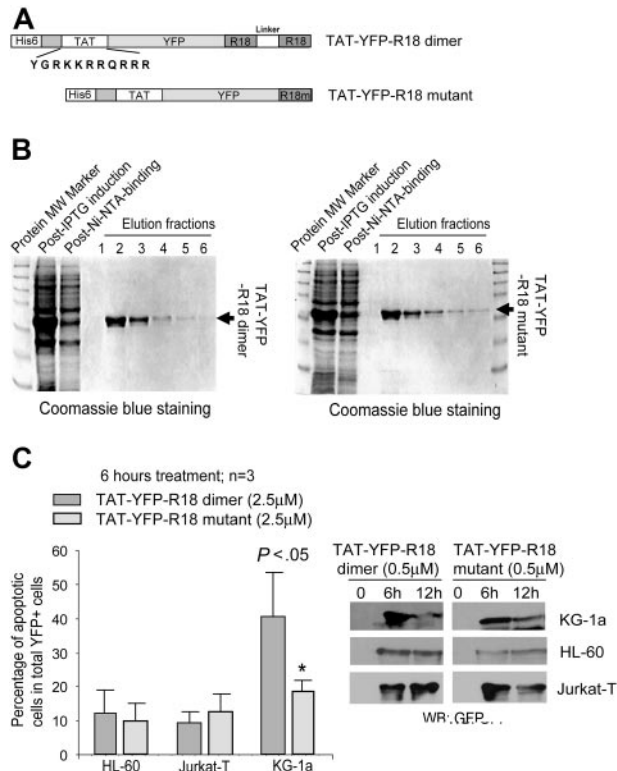 A
Linker
His6 TAT YFP R18 R18 TAT-YFP-R18 dimer
YGRKKRRQRRR
His6 TAT YFP R18m TAT-YFP-R18 mutant
B
Protein MW Marker
Post-IPTG induction
Post-Ni-NTA-binding
Elution fractions
1 2 3 4 5 6
TAT-YFP
-R18 dimer
Coomassie blue staining
Protein MW Marker
Post-IPTG induction
Post-Ni-NTA-binding
Elution fractions
1 2 3 4 5 6
TAT-YFP
-R18 mutant
Coomassie blue staining
C
6 hours treatment; n=3
TAT-YFP-R18 dimer (2.5µM)
TAT-YFP-R18 mutant (2.5µM)
Percentage of apoptotic
cells in total YFP+ cells
60
50
40
30
20
10
0
P<.05
*
HL-60 Jurkat-T KG-1a
TAT-YFP-R18
dimer (0.5µM)
TAT-YFP-R18
mutant (0.5µM)
0 6h 12h 0 6h 12h
KG-1a
HL-60
Jurkat-T
WB:GFP